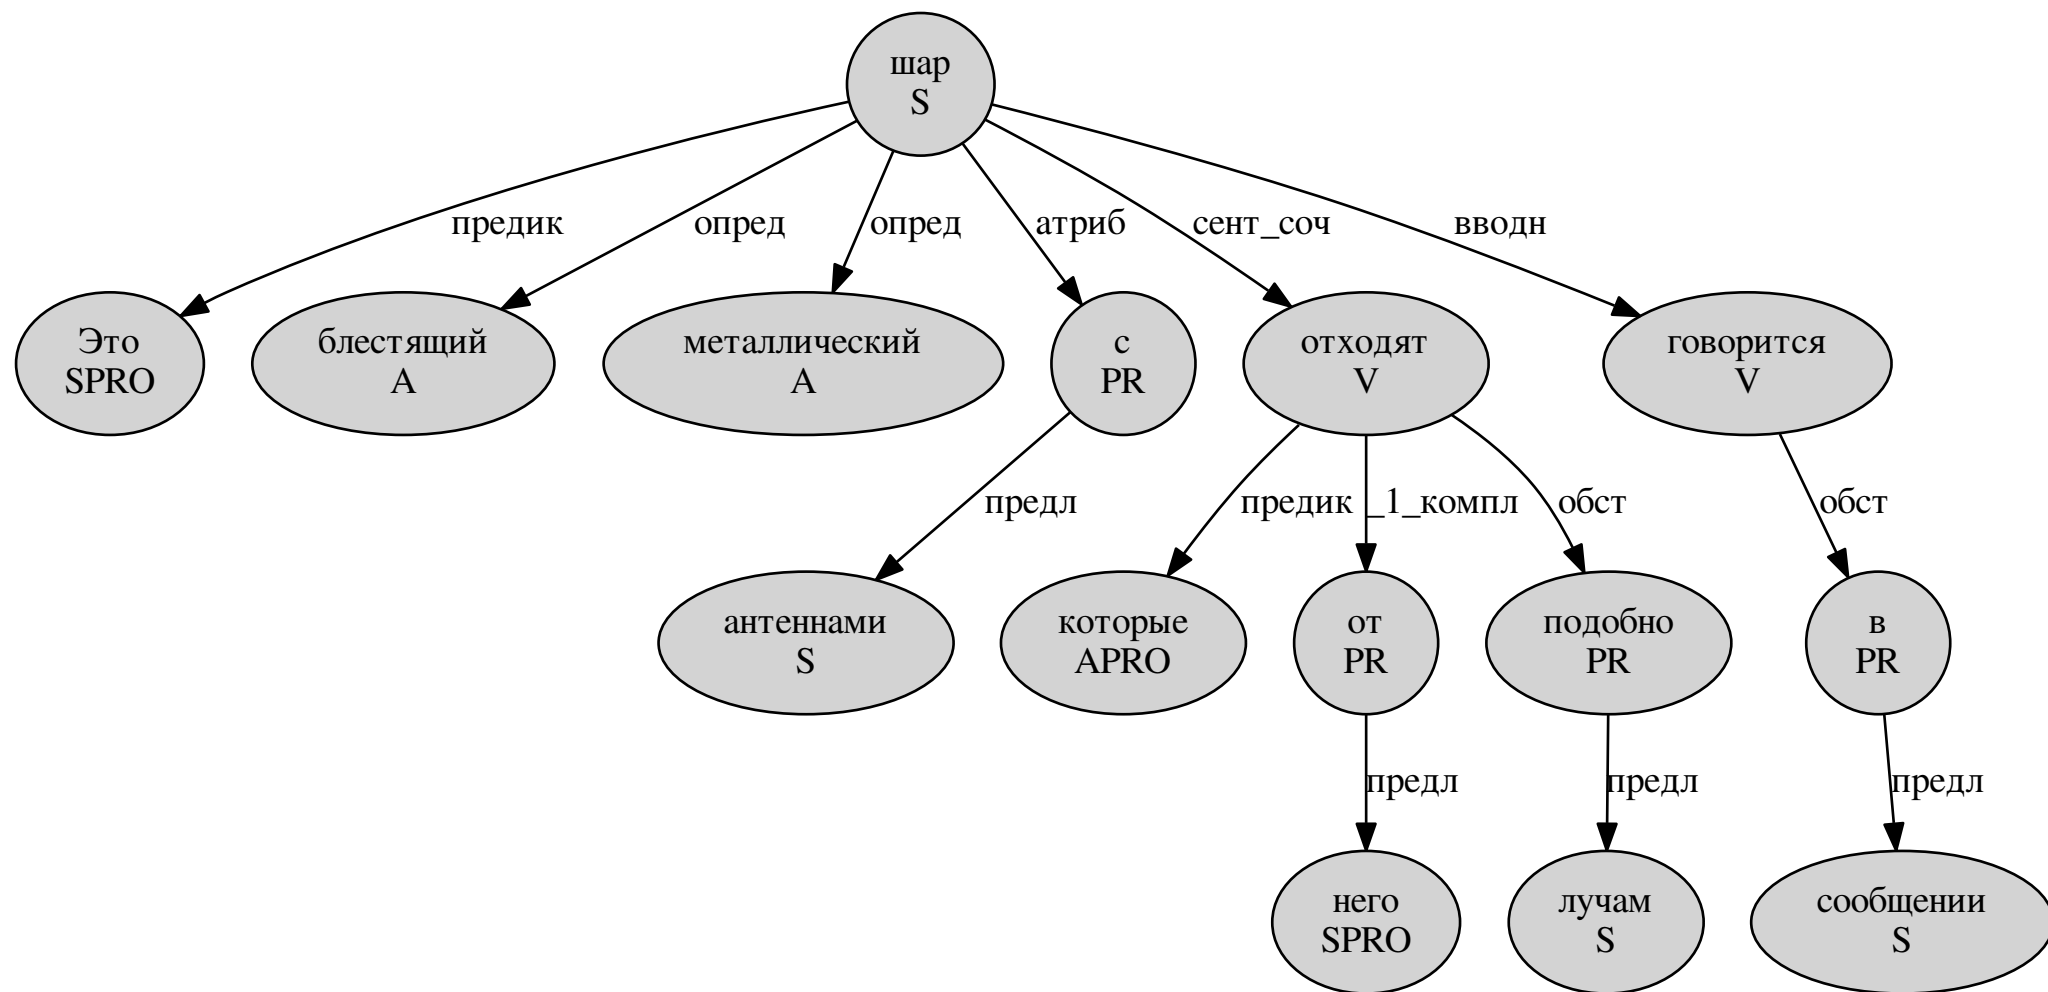 шар
S
предик
опред
опред
атриб
сент_соч
вводн
Это
SPRO
блестящий
A
металлический
A
с
PR
отходят
V
говорится
V
предл
предик
_1_компл
обст
обст
антеннами
S
которые
APRO
от
PR
подобно
PR
в
PR
предл
предл
предл
него
SPRO
лучам
S
сообщении
S